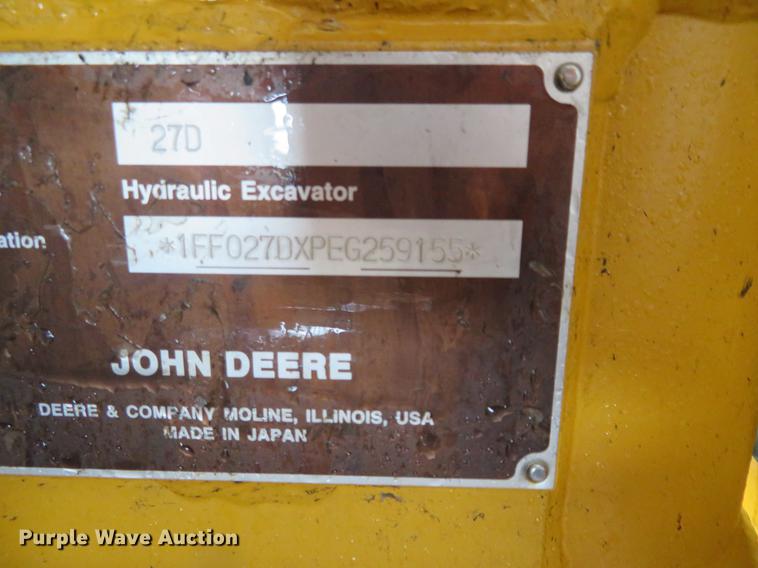 27D
Hydraulic Excavator
ation
*1FF027DXPEG259155*
JOHN DEERE
DEERE & COMPANY MOLINE, ILLINOIS, USA
MADE IN JAPAN
Purple Wave Auction